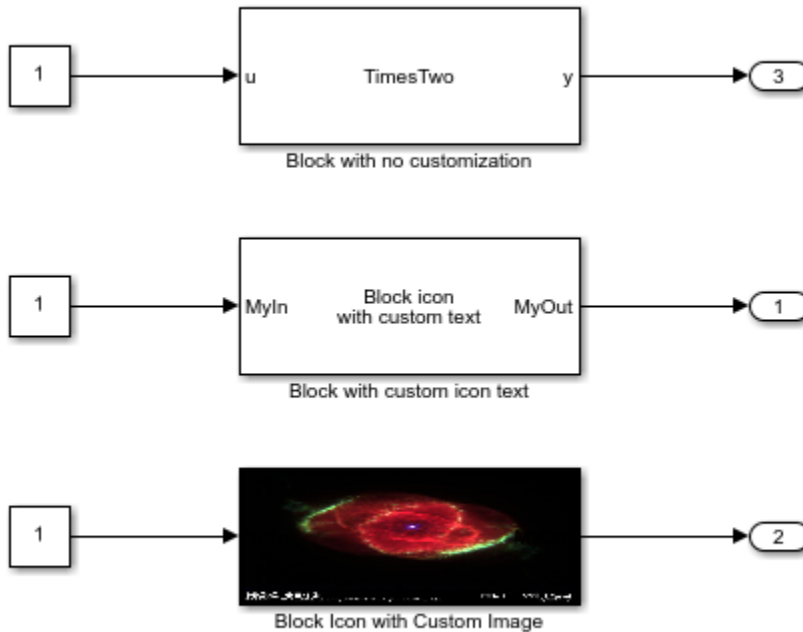 1 u TimesTwo y 3
Block with no customization
Block icon
1 MyIn with custom text MyOut 1
Block with custom icon text
1 2
Block Icon with Custom Image